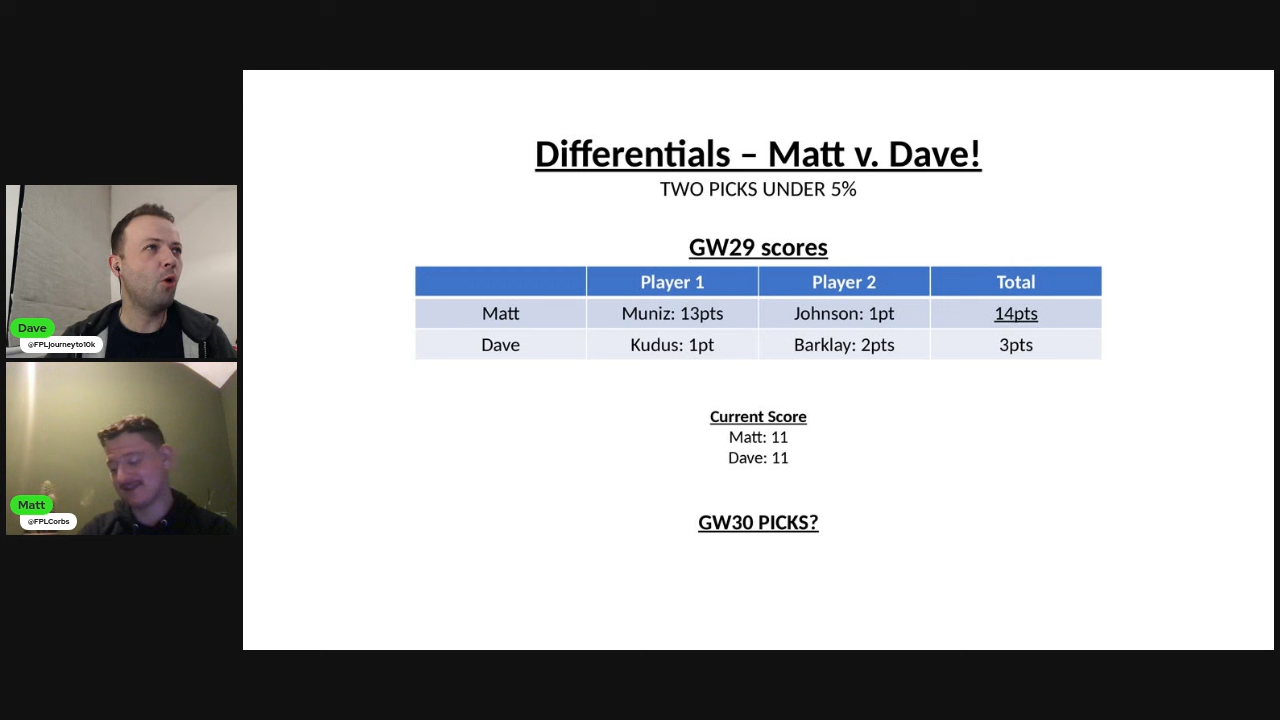 Differentials – Matt v. Dave!
TWO PICKS UNDER 5%
GW29 scores
Player 1 Player 2 Total
Matt Muniz: 13pts Johnson: 1pt 14pts
Dave Kudus: 1pt Barklay: 2pts 3pts
Current Score
Matt: 11
Dave: 11
GW30 PICKS?
Dave
@FPLjourneyto10k
Matt
@FPLCorbs